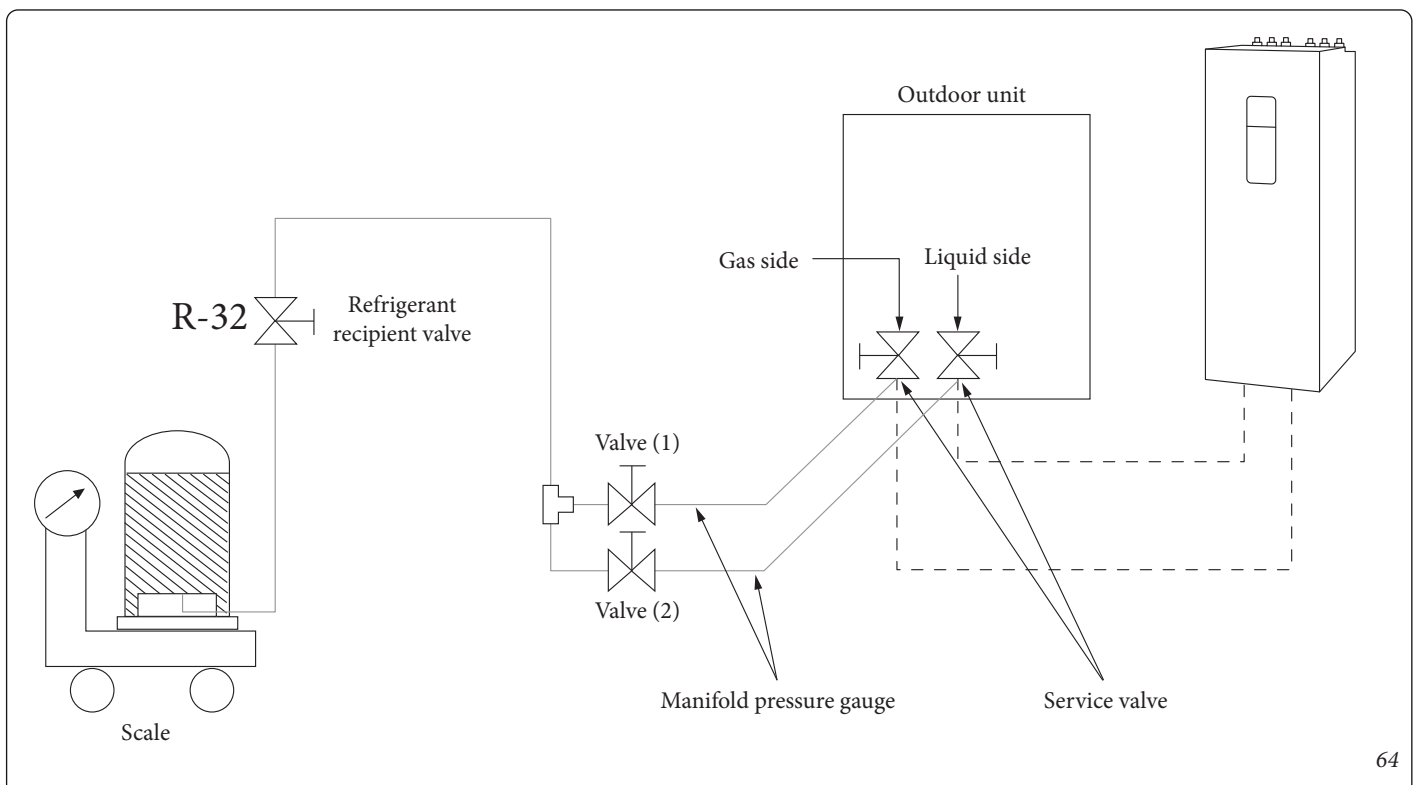 Outdoor unit
Gas side
Liquid side
R-32
Refrigerant
recipient valve
Valve (1)
Valve (2)
Manifold pressure gauge
Service valve
Scale
64